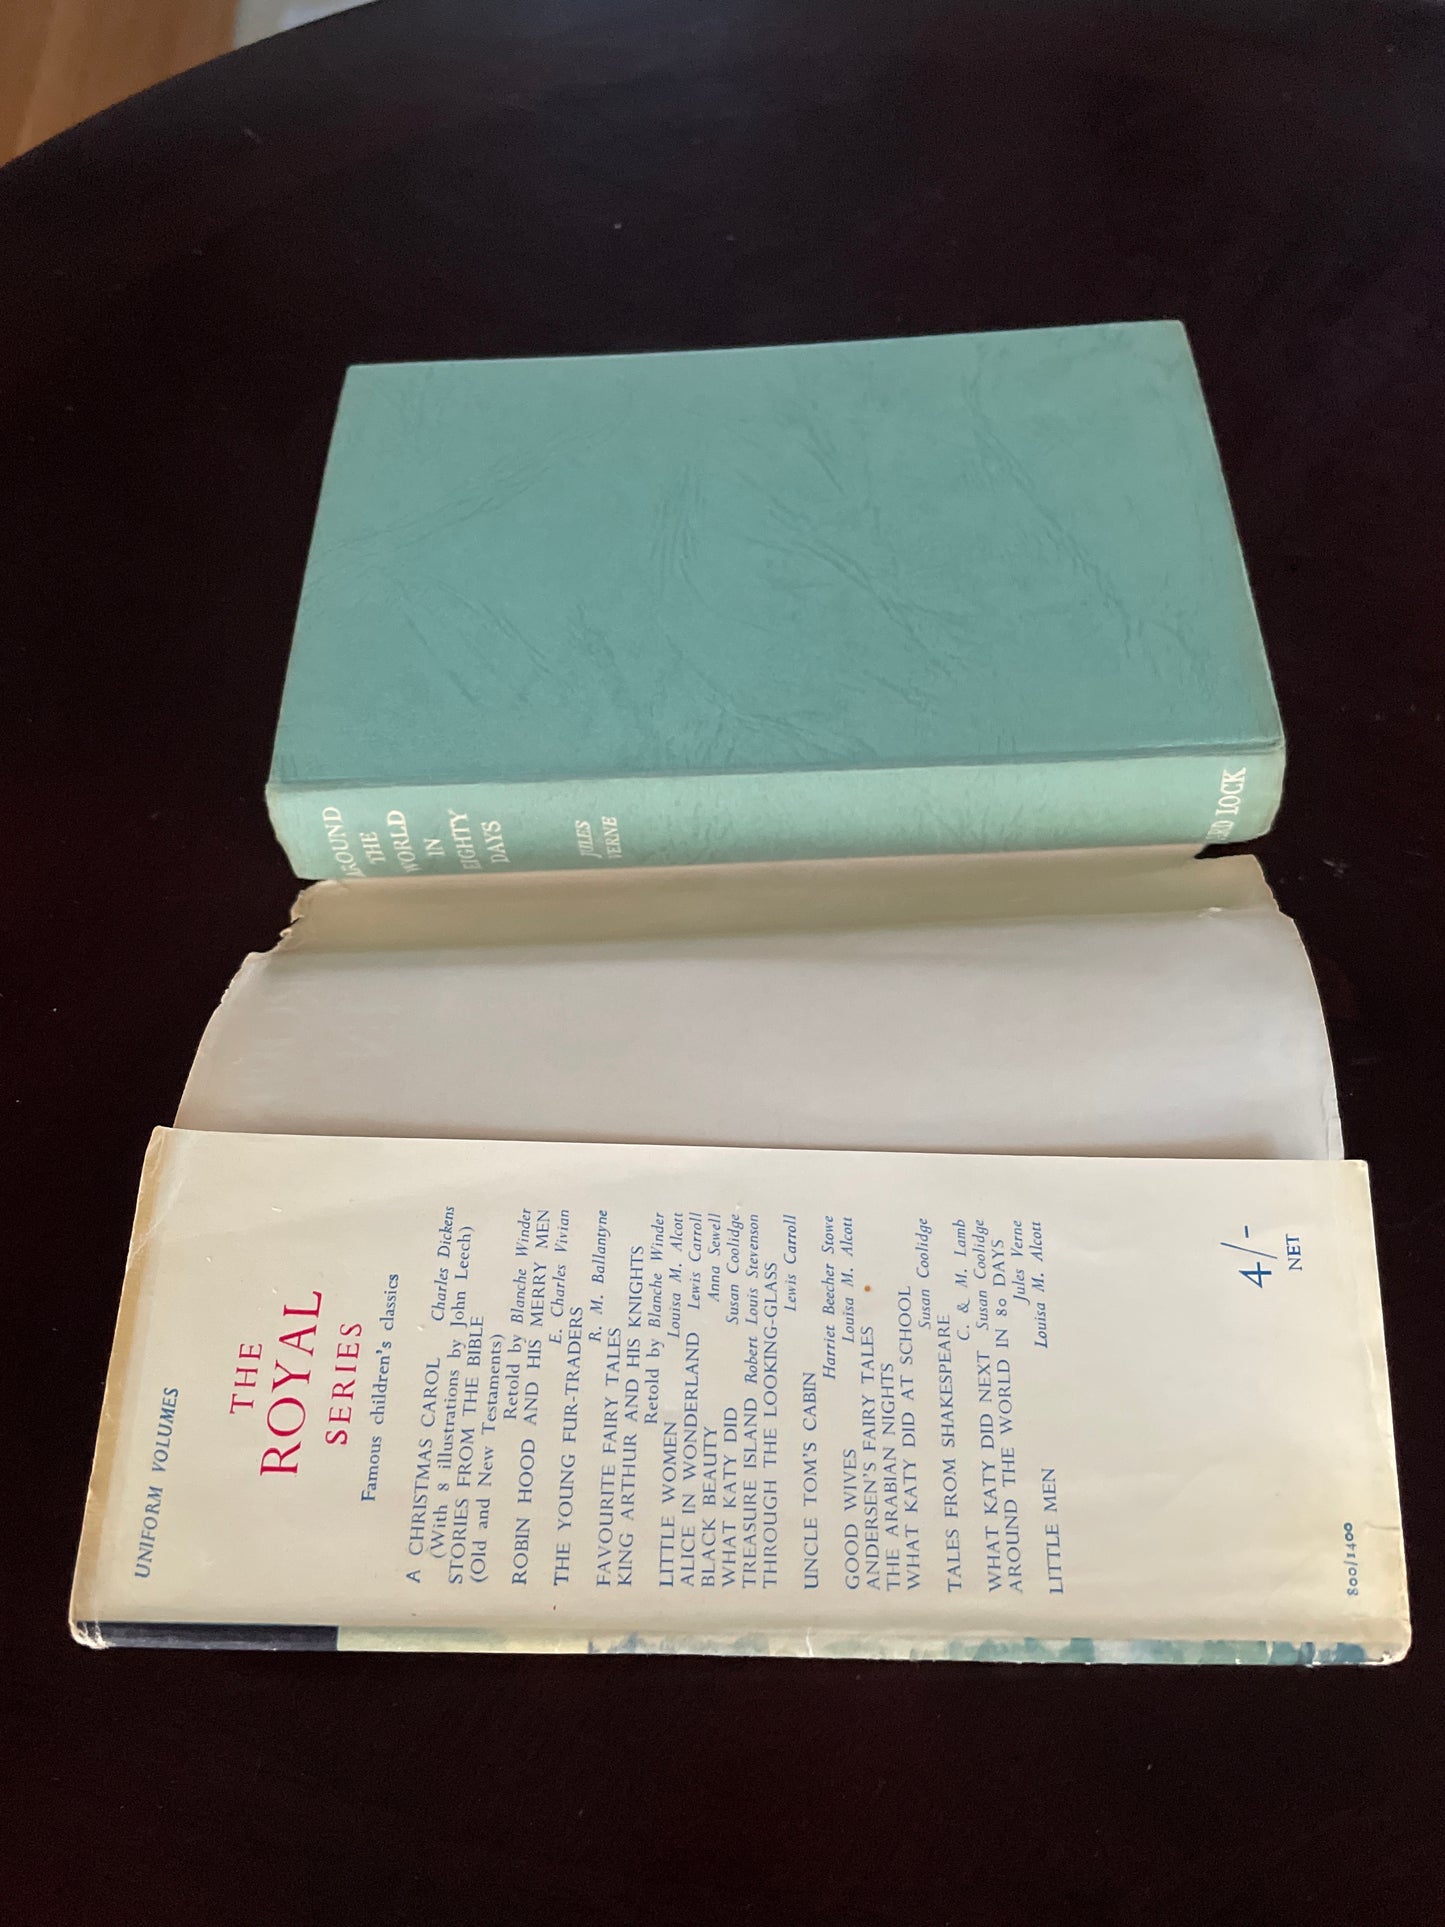 AROUND
THE
WORLD
IN
EIGHTY
DAYS
JULES
VERNE
LOCK
UNIFORM VOLUMES
THE
ROYAL
SERIES
Famous children's classics
A CHRISTMAS CAROL Charles Dickens
(With 8 illustrations by John Leech)
STORIES FROM THE BIBLE
(Old and New Testaments)
Retold by Blanche Winder
ROBIN HOOD AND HIS MERRY MEN
E. Charles Vivian
THE YOUNG FUR-TRADERS
R. M. Ballantyne
FAVOURITE FAIRY TALES
KING ARTHUR AND HIS KNIGHTS
Retold by Blanche Winder
LITTLE WOMEN Louisa M. Alcott
ALICE IN WONDERLAND Lewis Carroll
BLACK BEAUTY Anna Sewell
WHAT KATY DID Susan Coolidge
TREASURE ISLAND Robert Louis Stevenson
THROUGH THE LOOKING-GLASS
Lewis Carroll
UNCLE TOM'S CABIN
Harriet Beecher Stowe
GOOD WIVES Louisa M. Alcott
ANDERSEN'S FAIRY TALES
THE ARABIAN NIGHTS
WHAT KATY DID AT SCHOOL
Susan Coolidge
TALES FROM SHAKESPEARE
C. & M. Lamb
WHAT KATY DID NEXT Susan Coolidge
AROUND THE WORLD IN 80 DAYS
Jules Verne
LITTLE MEN Louisa M. Alcott
4/-
NET
800/1400